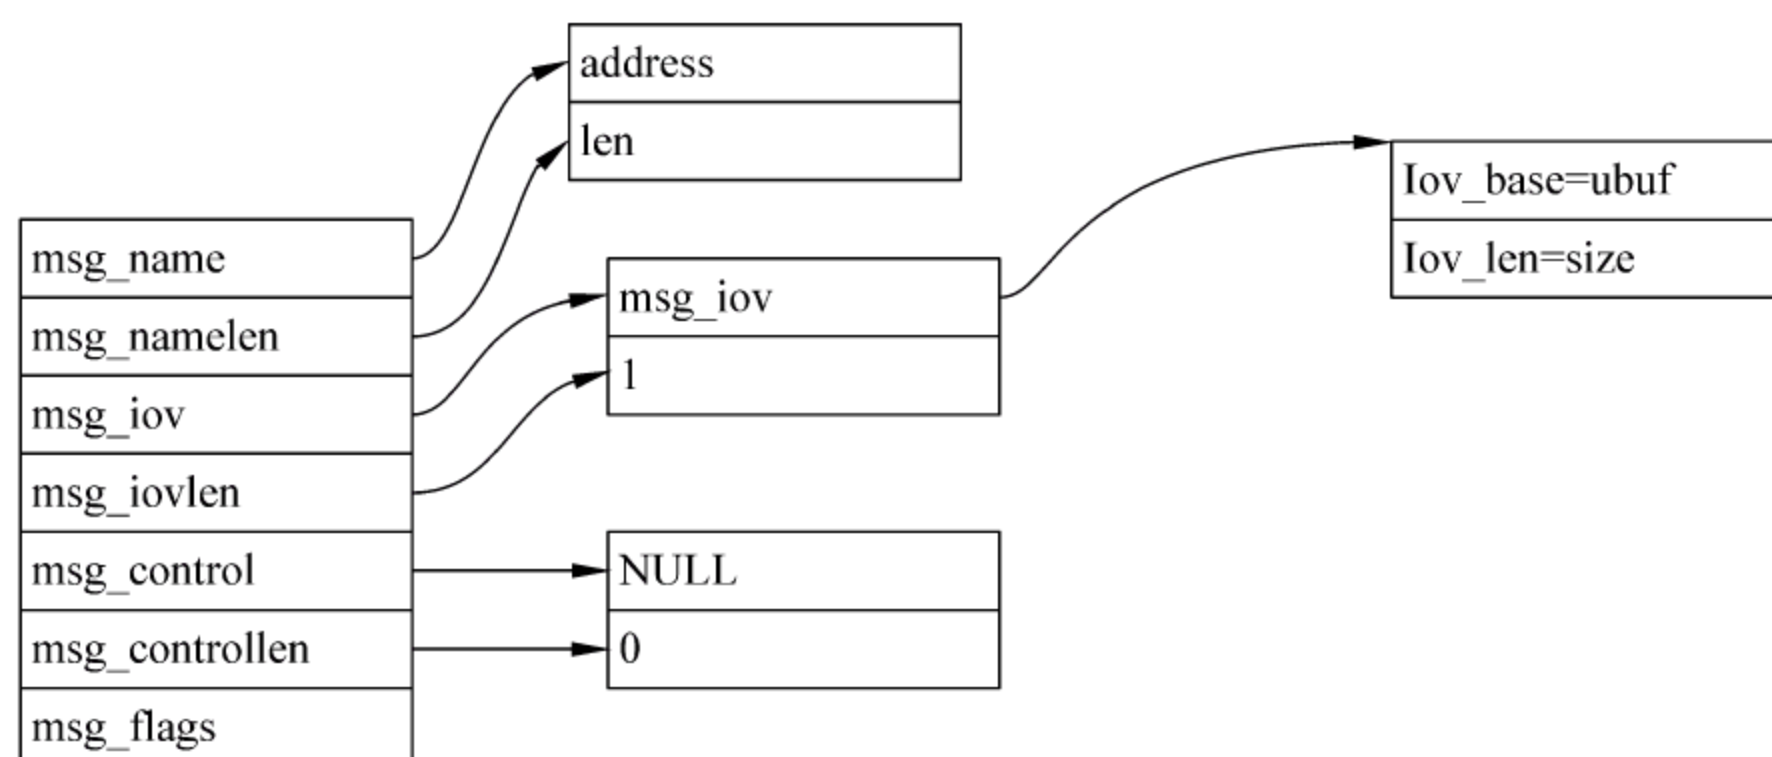 address
len
msg_name
msg_namelen
msg_iov
msg_iovlen
msg_control
msg_controllen
msg_flags
msg_iov
1
NULL
0
Iov_base=ubuf
Iov_len=size